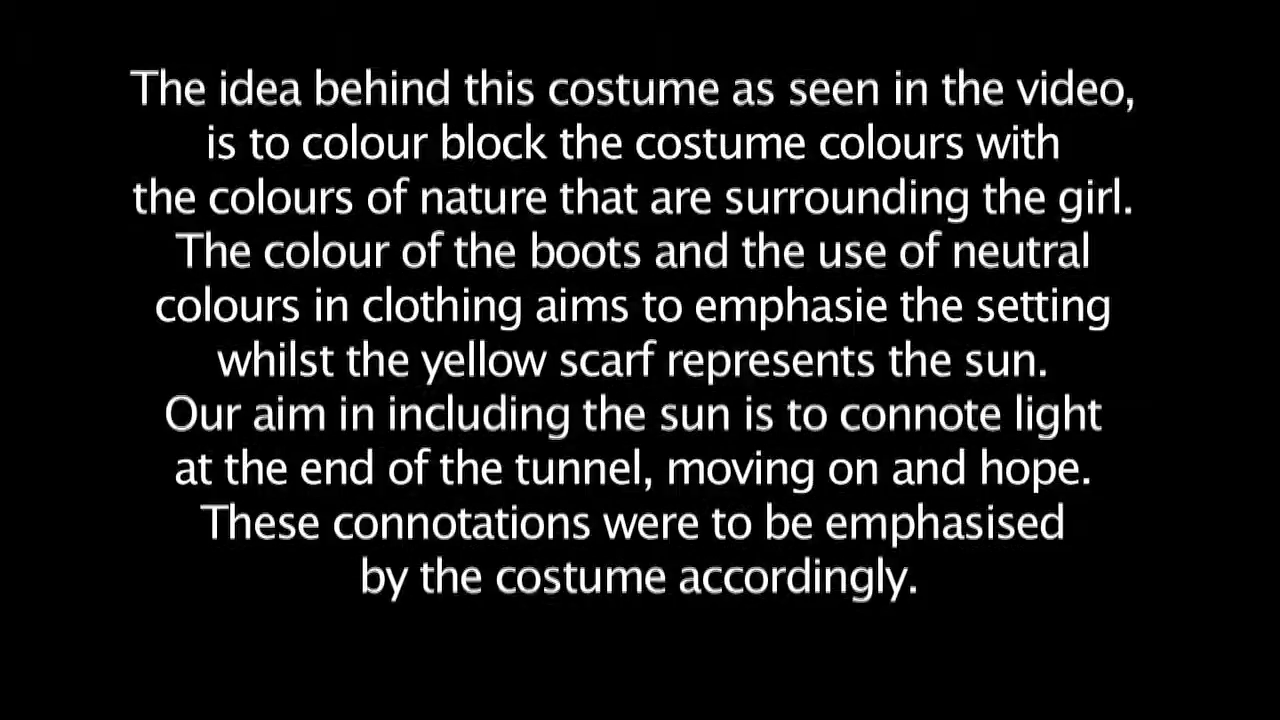 The idea behind this costume as seen in the video,
is to colour block the costume colours with
the colours of nature that are surrounding the girl.
The colour of the boots and the use of neutral
colours in clothing aims to emphasie the setting
whilst the yellow scarf represents the sun.
Our aim in including the sun is to connote light
at the end of the tunnel, moving on and hope.
These connotations were to be emphasised
by the costume accordingly.